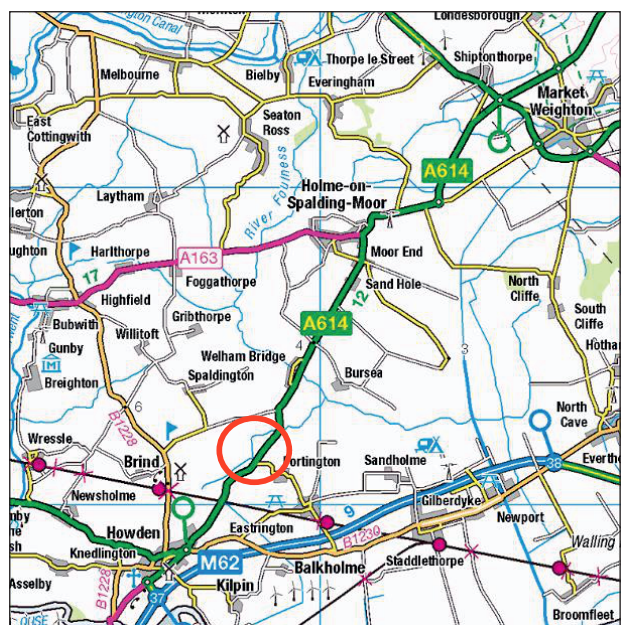 Londesborough
Thorpe le Street
Shiptonthorpe
Melbourne
Bielby
Everingham
Market
Weighton
East
Cottingwith
Seaton
Ross
A614
Holme-on-
Spalding-Moor
River Foulness
Laytham
Harlthorpe
A163
Moor End
17
Foggathorpe
Sand Hole
12
North
Cliffe
Highfield
Bubwith
Gribthorpe
A614
South
Cliffe
Gunby
Willitoft
Welham Bridge
4
3
Breighton
Spaldington
Bursea
6
B1228
North
Cave
Wressle
Brind
Portington
Sandholme
38
Newsholme
Gilberdyke
9
Newport
Howden
Eastrington
B1230
Walling
Knedlington
M62
Balkholme
Staddlethorpe
Asselby
B1228
Kilpin
37
Broomfleet
OUSE